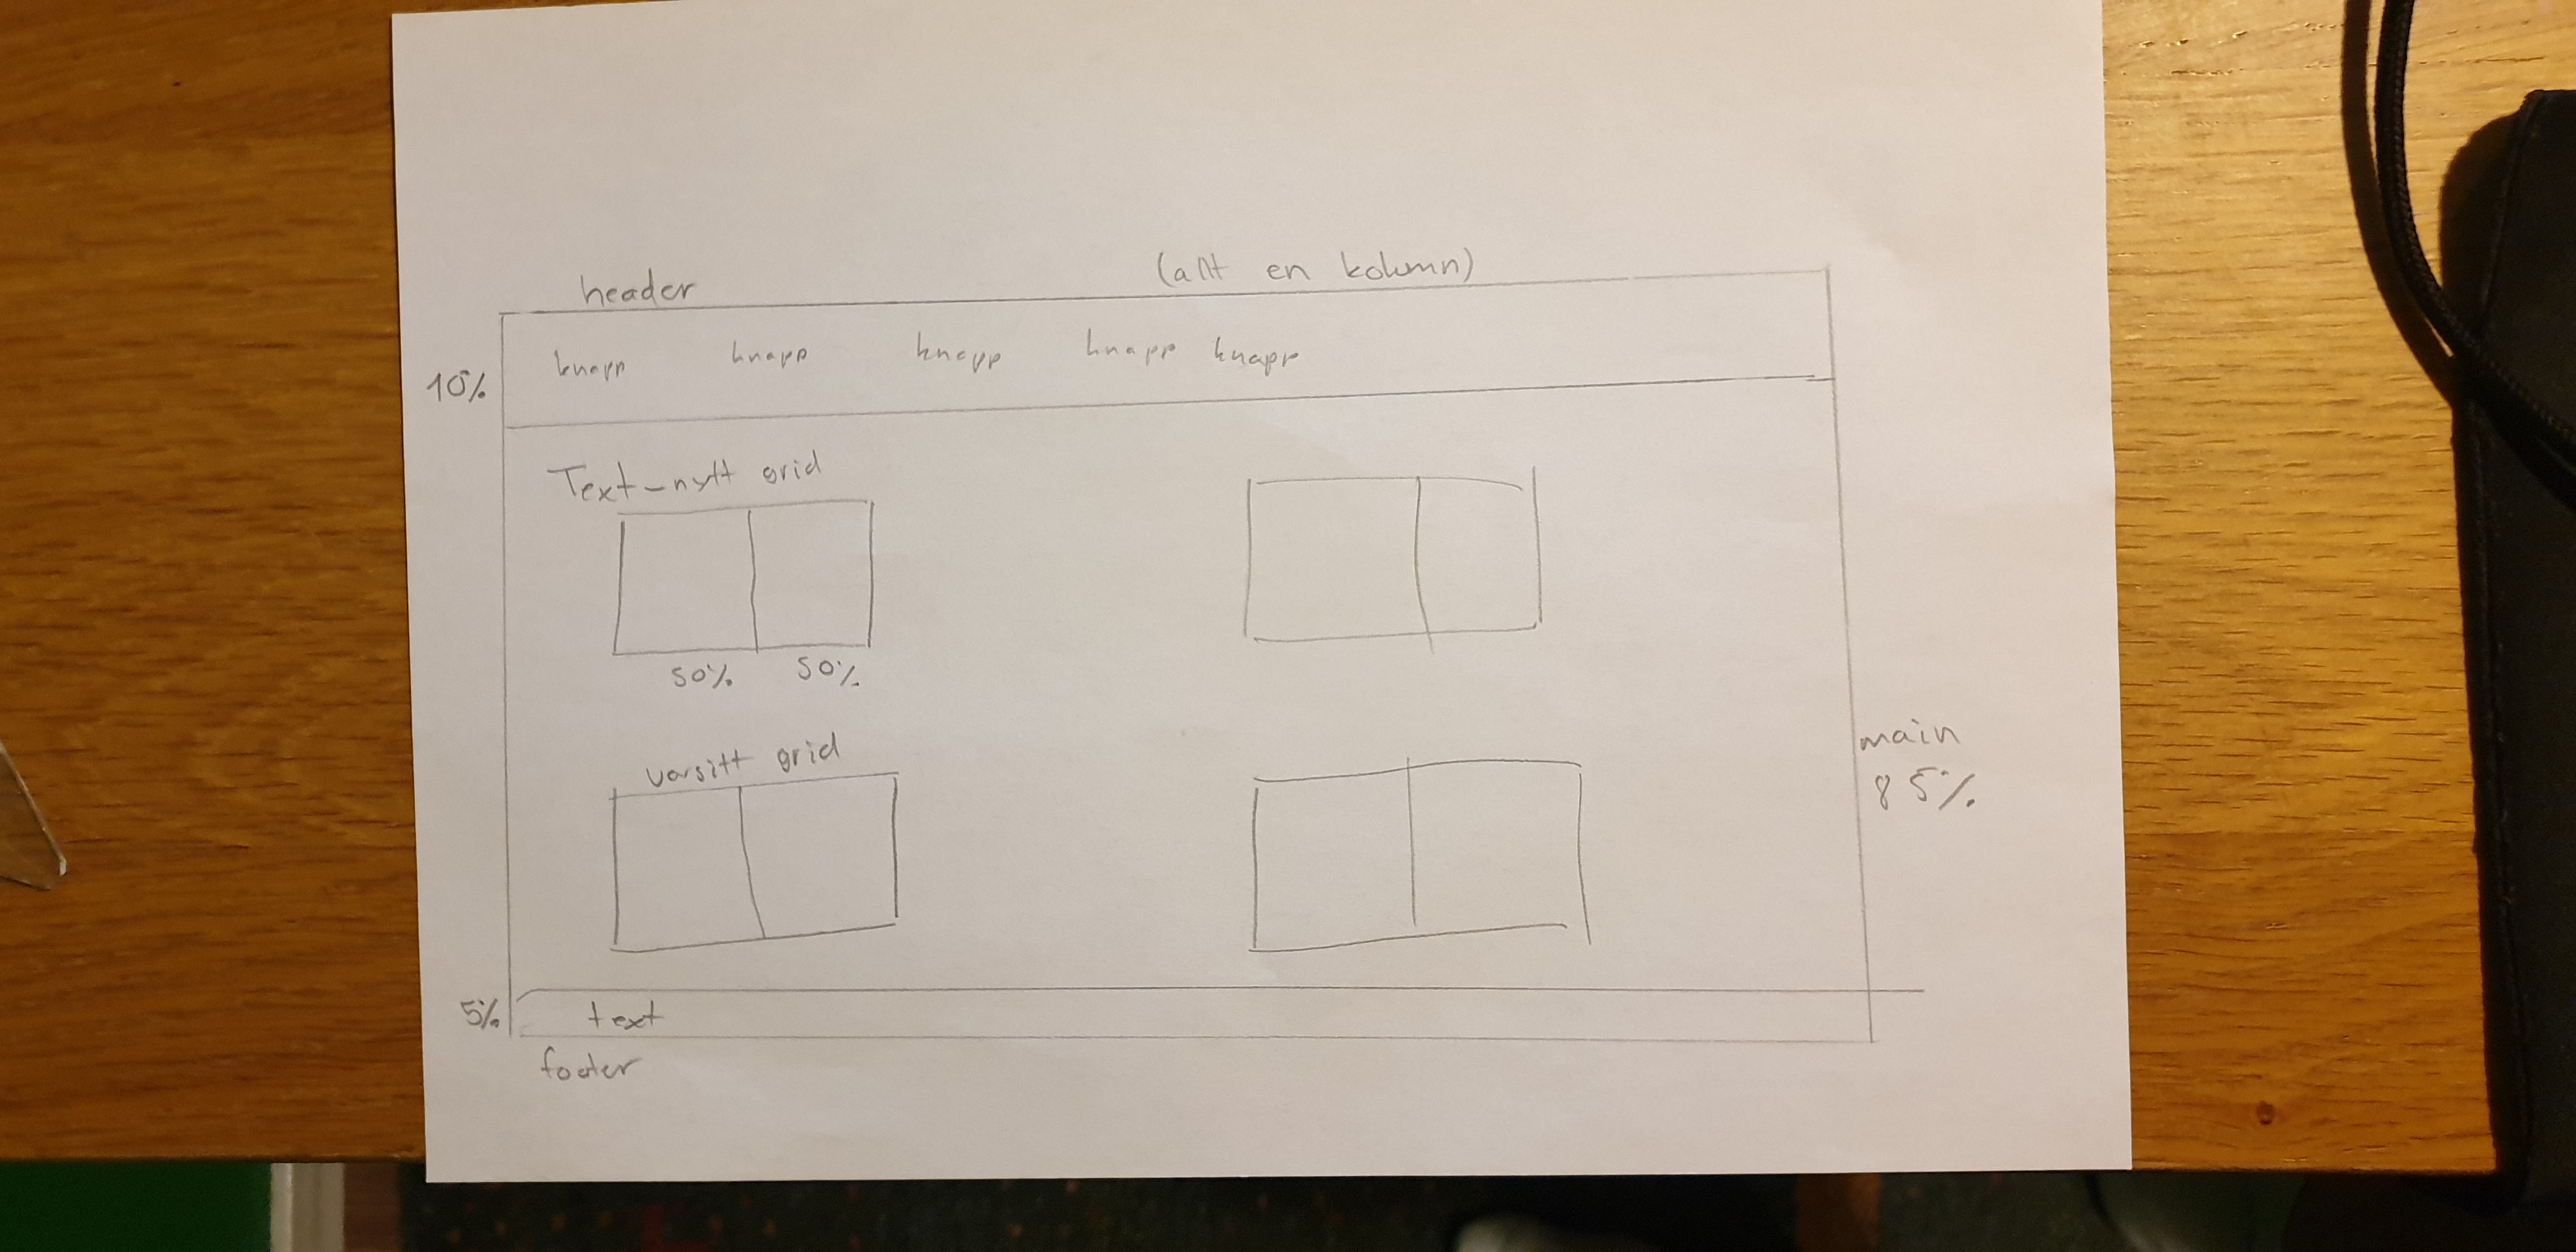 header
(allt en kolumn)
knapp knapp knapp knapp knapp
10%
Text-nytt grid
50% 50%
varsitt grid
main
85%
5%
text
footer